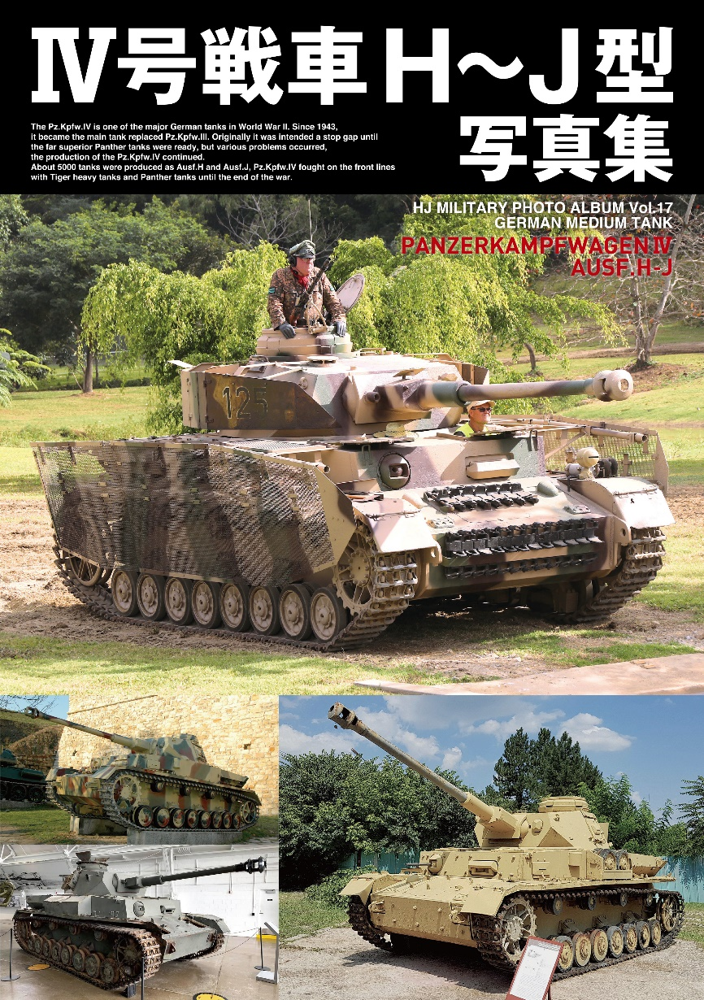 Ⅳ号戦車H～J型
写真集
The Pz.Kpfw.IV is one of the major German tanks in World War II. Since 1943,
it became the main tank replaced Pz.Kpfw.III. Originally it was intended a stop gap until
the far superior Panther tanks were ready, but various problems occurred,
the production of the Pz.Kpfw.IV continued.
About 5000 tanks were produced as Ausf.H and Ausf.J, Pz.Kpfw.IV fought on the front lines
with Tiger heavy tanks and Panther tanks until the end of the war.
HJ MILITARY PHOTO ALBUM Vol.17
GERMAN MEDIUM TANK
PANZERKAMPFWAGEN Ⅳ
AUSF.H-J
125